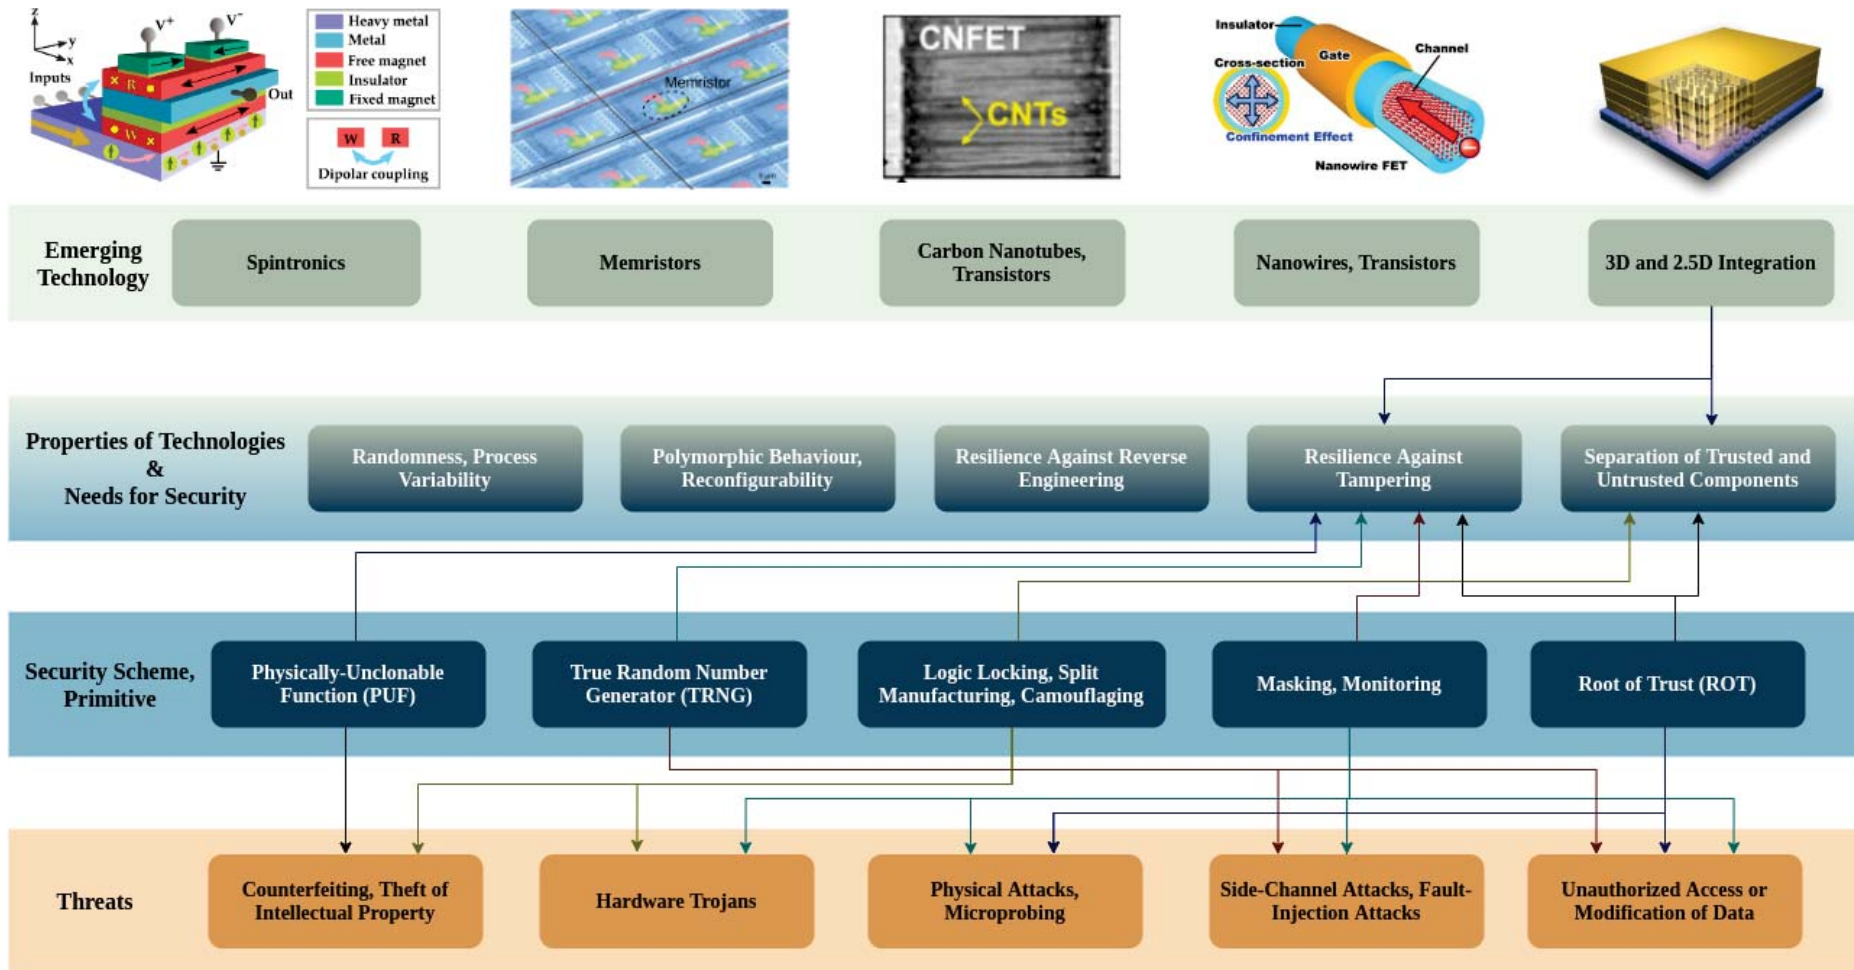 z
y
x
V+
V-
Inputs
R
W
Out
Heavy metal
Metal
Free magnet
Insulator
Fixed magnet
W R
Dipolar coupling
Memristor
CNFET
CNTs
Insulator
Gate
Channel
Cross-section
Confinement Effect
Nanowire FET
Emerging
Technology
Spintronics
Memristors
Carbon Nanotubes,
Transistors
Nanowires, Transistors
3D and 2.5D Integration
Properties of Technologies
&
Needs for Security
Randomness, Process
Variability
Polymorphic Behaviour,
Reconfigurability
Resilience Against Reverse
Engineering
Resilience Against
Tampering
Separation of Trusted and
Untrusted Components
Security Scheme,
Primitive
Physically-Unclonable
Function (PUF)
True Random Number
Generator (TRNG)
Logic Locking, Split
Manufacturing, Camouflaging
Masking, Monitoring
Root of Trust (ROT)
Threats
Counterfeiting, Theft of
Intellectual Property
Hardware Trojans
Physical Attacks,
Microprobing
Side-Channel Attacks, Fault-
Injection Attacks
Unauthorized Access or
Modification of Data